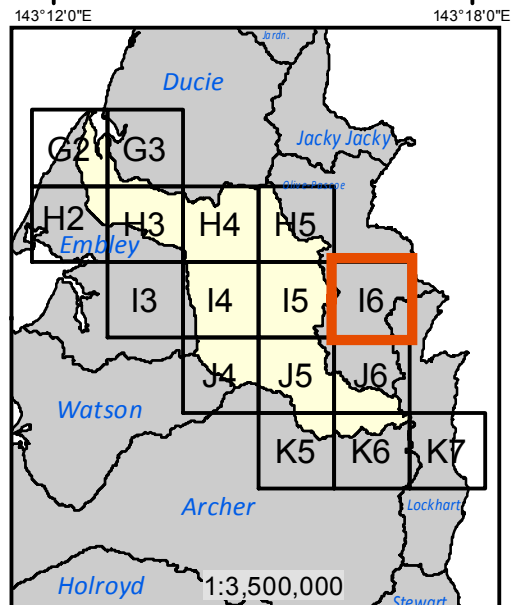 143°12'0"E 143°18'0"E
Jardn.
Ducie
Jacky Jacky
G2 G3
Olive Pascoe
H2 H3 H4 H5
Embley
I3 I4 I5 I6
J4 J5 J6
Watson
K5 K6 K7
Archer
Lockhart
Holroyd 1:3,500,000
Stewart